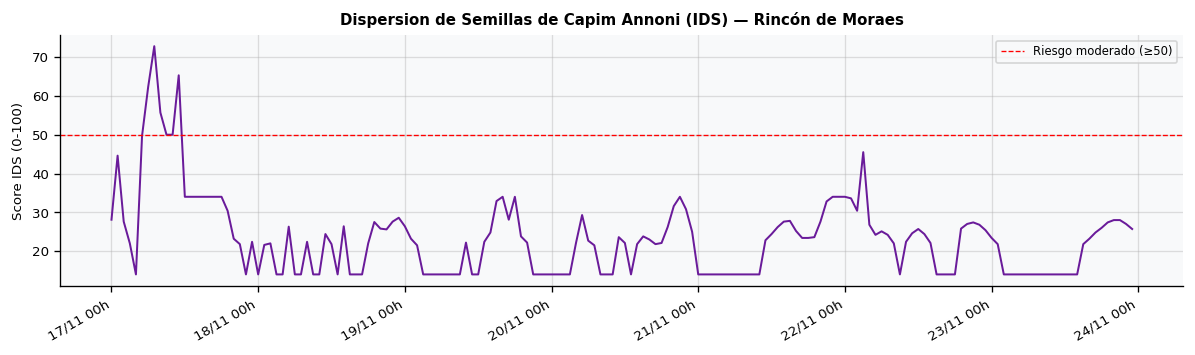 Dispersion de Semillas de Capim Annoni (IDS) — Rincón de Moraes
Riesgo moderado (≥50)
Score IDS (0-100)
70
60
50
40
30
20
17/11 00h
18/11 00h
19/11 00h
20/11 00h
21/11 00h
22/11 00h
23/11 00h
24/11 00h